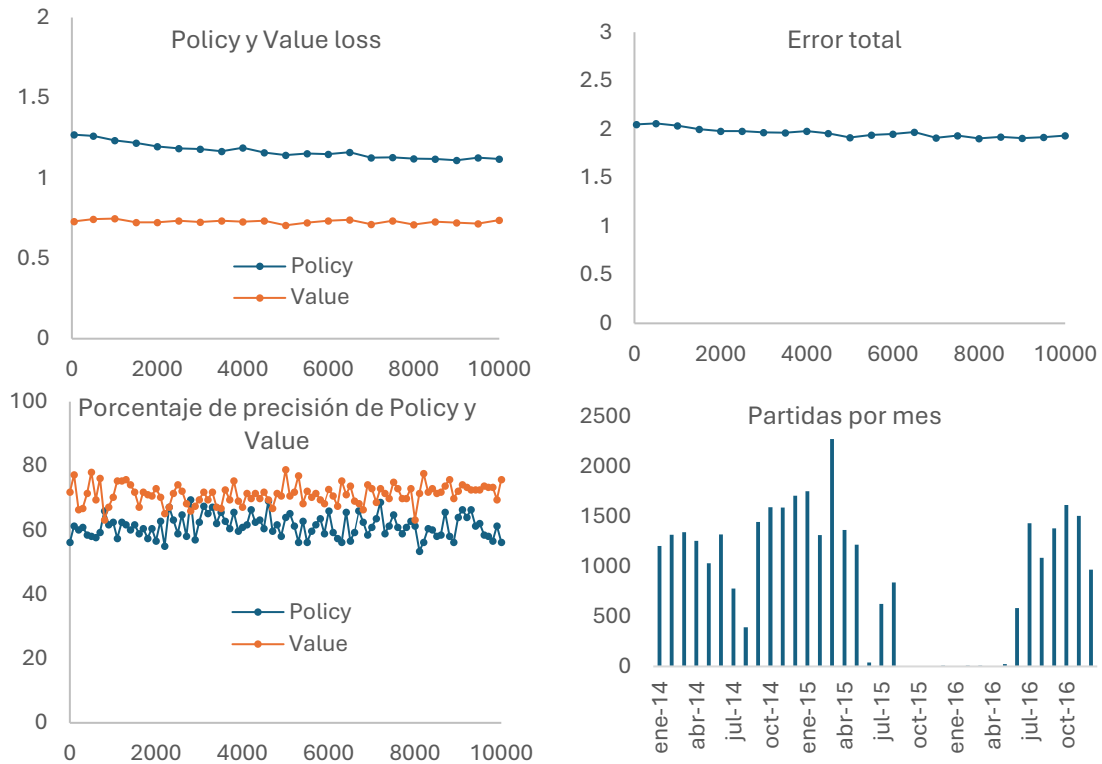 Policy y Value loss
2
1.5
1
0.5
0
Policy
Value
0 2000 4000 6000 8000 10000
Error total
3
2.5
2
1.5
1
0.5
0
0 2000 4000 6000 8000 10000
Porcentaje de precisión de Policy y
Value
100
80
60
40
20
0
Policy
Value
0 2000 4000 6000 8000 10000
Partidas por mes
2500
2000
1500
1000
500
0
ene-14
abr-14
jul-14
oct-14
ene-15
abr-15
jul-15
oct-15
ene-16
abr-16
jul-16
oct-16